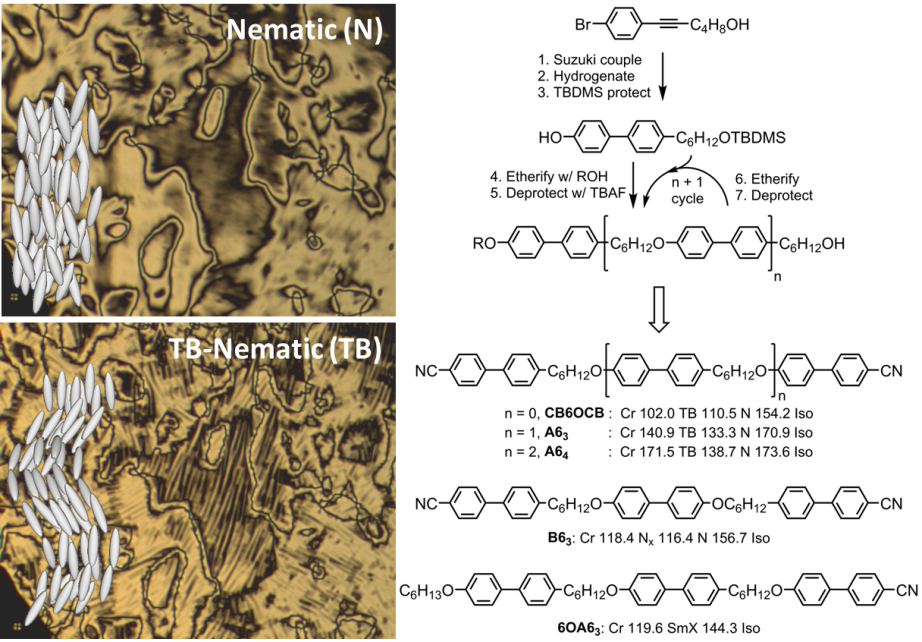 Nematic (N)
TB-Nematic (TB)
Br
C4H8OH
1. Suzuki couple
2. Hydrogenate
3. TBDMS protect
HO
C6H12OTBDMS
4. Etherify w/ ROH
5. Deprotect w/ TBAF
n + 1
cycle
6. Etherify
7. Deprotect
RO
C6H12O
C6H12OH
n
NC
C6H12O
C6H12O
CN
n
n = 0, CB6OCB : Cr 102.0 TB 110.5 N 154.2 Iso
n = 1, A63 : Cr 140.9 TB 133.3 N 170.9 Iso
n = 2, A64 : Cr 171.5 TB 138.7 N 173.6 Iso
NC
C6H12O
OC6H12
CN
B63: Cr 118.4 Nx 116.4 N 156.7 Iso
C6H13O
C6H12O
C6H12O
CN
6OA63: Cr 119.6 SmX 144.3 Iso